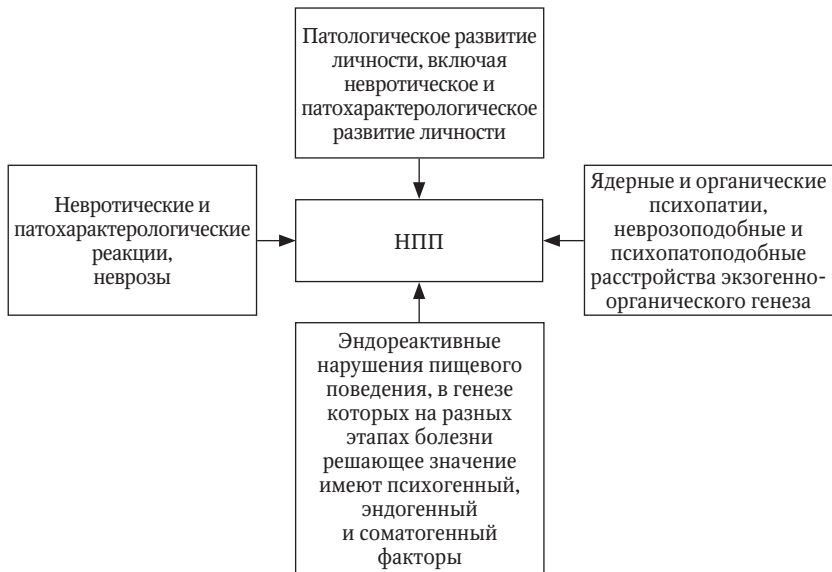 Патологическое развитие
личности, включая
невротическое и
патохарактерологическое
развитие личности
Невротические и
патохарактерологические
реакции,
неврозы
НПП
Ядерные и органические
психопатии,
неврозоподобные и
психопатоподобные
расстройства экзогенно-
органического генеза
Эндореактивные
нарушения пищевого
поведения, в генезе
которых на разных
этапах болезни
решающее значение
имеют психогенный,
эндогенный
и соматогенный
факторы